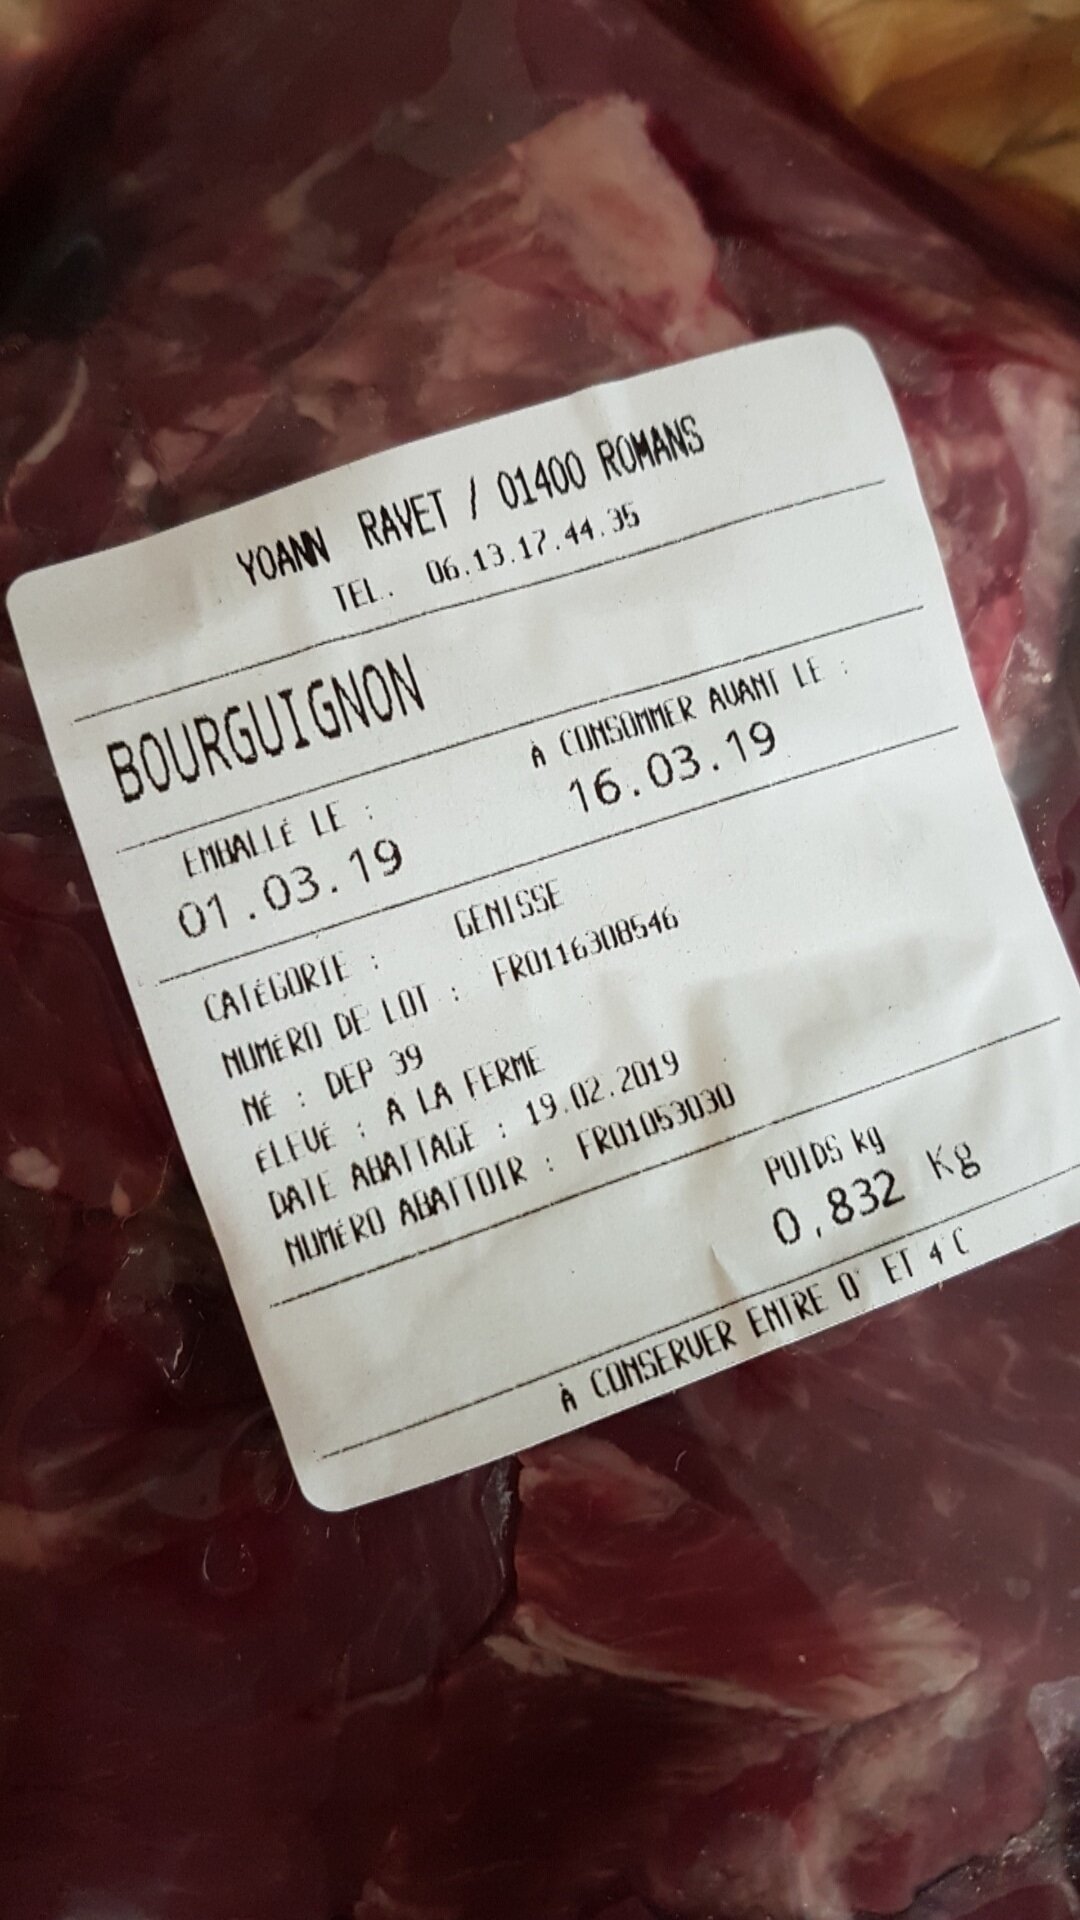 YOANN RAVET / 01400 ROMANS
TEL. 06.13.17.44.35
BOURGUIGNON
EMBALLÉ LE :
À CONSOMMER AVANT LE :
01.03.19
16.03.19
CATÉGORIE : GENISSE
NUMÉRO DE LOT : FR0116308546
NÉ : DEP 39
ÉLEVÉ : A LA FERME
DATE ABATTAGE : 19.02.2019
NUMÉRO ABATTOIR : FR01053030
POIDS kg
0,832 Kg
À CONSERVER ENTRE 0° ET 4°C